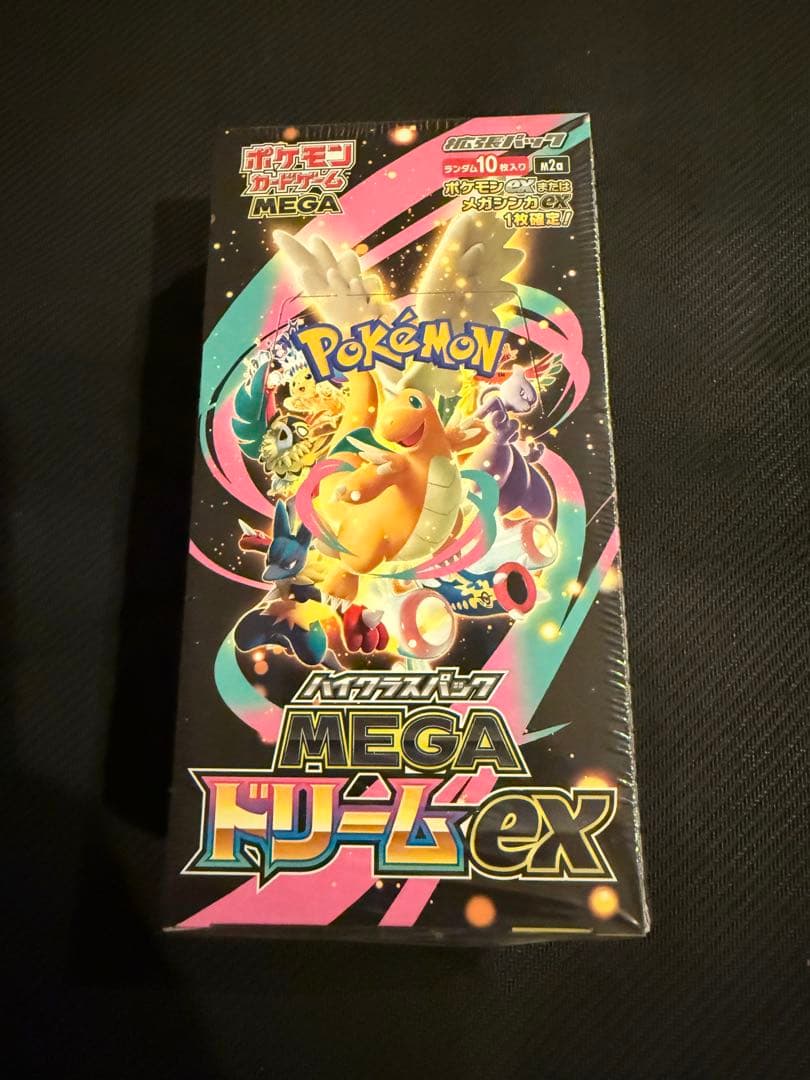 ポケモン
カードゲーム
MEGA
拡張パック
ランダム10枚入り M2a
ポケモンexまたは
メガシンカex
1枚確定!
POKÉMON
TM
ハイクラスパック
MEGA
ドリームex